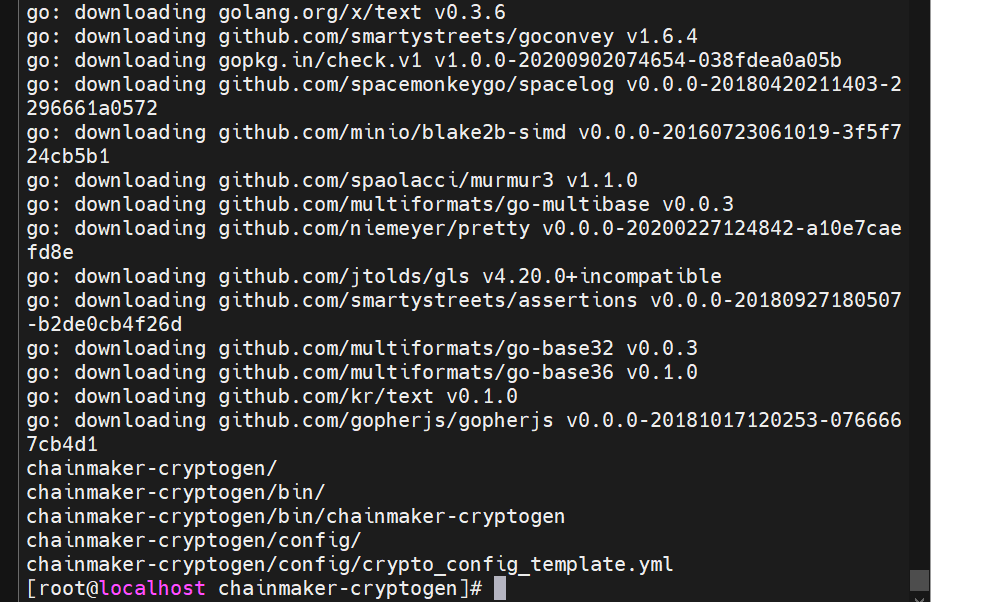 go: downloading golang.org/x/text v0.3.6
go: downloading github.com/smartystreets/goconvey v1.6.4
go: downloading gopkg.in/check.v1 v1.0.0-20200902074654-038fdea0a05b
go: downloading github.com/spacemonkeygo/spacelog v0.0.0-20180420211403-2
296661a0572
go: downloading github.com/minio/blake2b-simd v0.0.0-20160723061019-3f5f7
24cb5b1
go: downloading github.com/spaolacci/murmur3 v1.1.0
go: downloading github.com/multiformats/go-multibase v0.0.3
go: downloading github.com/niemeyer/pretty v0.0.0-20200227124842-a10e7cae
fd8e
go: downloading github.com/jtolds/gls v4.20.0+incompatible
go: downloading github.com/smartystreets/assertions v0.0.0-20180927180507
-b2de0cb4f26d
go: downloading github.com/multiformats/go-base32 v0.0.3
go: downloading github.com/multiformats/go-base36 v0.1.0
go: downloading github.com/kr/text v0.1.0
go: downloading github.com/gopherjs/gopherjs v0.0.0-20181017120253-076666
7cb4d1
chainmaker-cryptogen/
chainmaker-cryptogen/bin/
chainmaker-cryptogen/bin/chainmaker-cryptogen
chainmaker-cryptogen/config/
chainmaker-cryptogen/config/crypto_config_template.yml
[root@localhost chainmaker-cryptogen]#